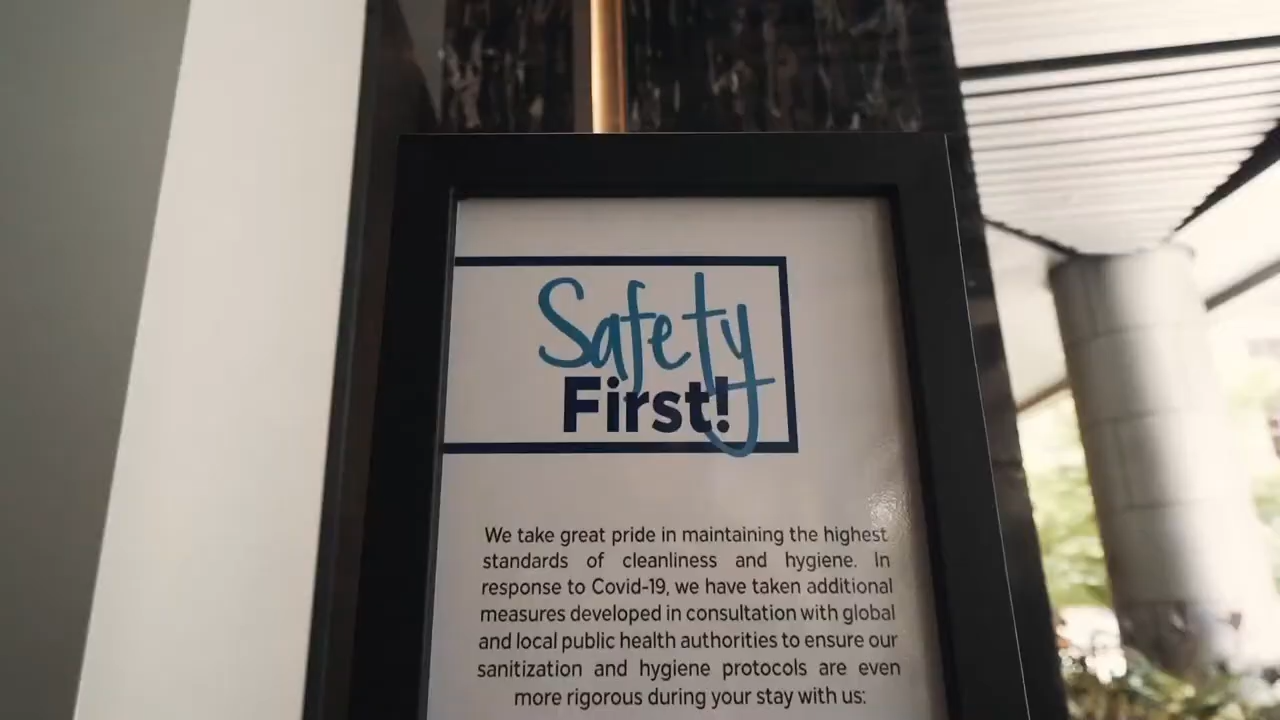 Safety
First!
We take great pride in maintaining the highest
standards of cleanliness and hygiene. In
response to Covid-19, we have taken additional
measures developed in consultation with global
and local public health authorities to ensure our
sanitization and hygiene protocols are even
more rigorous during your stay with us: